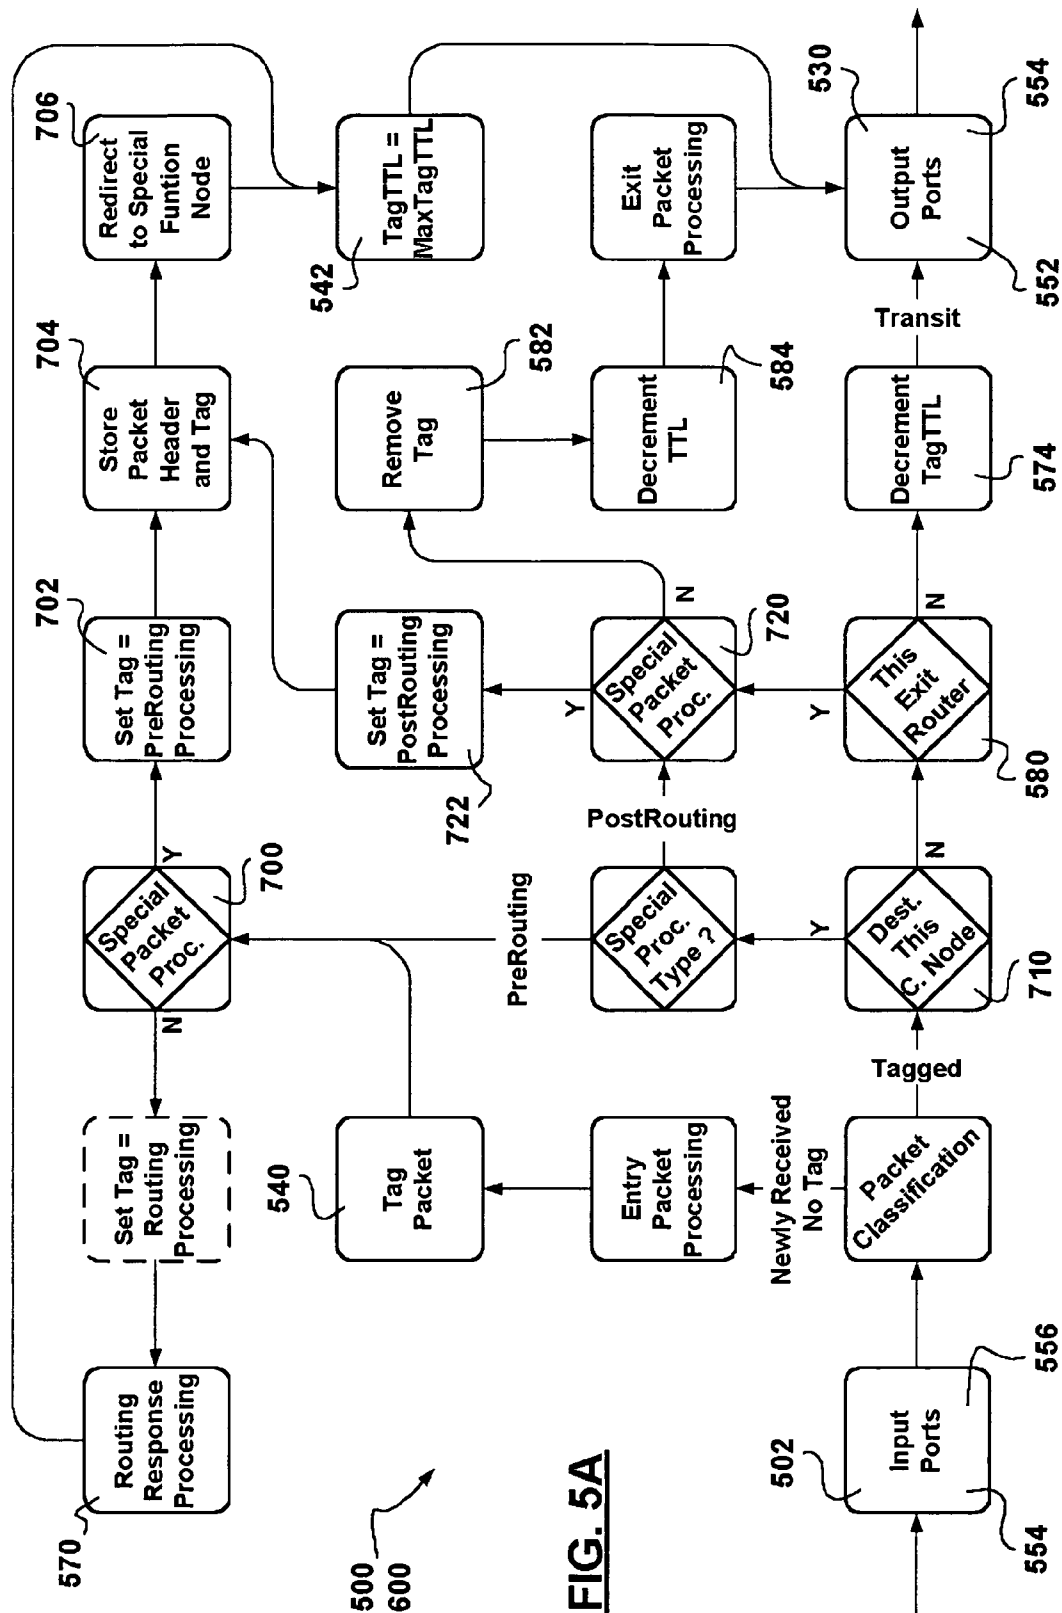 570
Routing
Response
Processing
Set Tag =
Routing
Processing
Special
Packet
Proc.
N
Y
700
702
Set Tag =
PreRouting
Processing
704
Store
Packet
Header
and Tag
706
Redirect
to Special
Funtion
Node
500
600
540
Tag
Packet
PreRouting
722
Set Tag =
PostRouting
Processing
Remove
Tag
582
542
TagTTL =
MaxTagTTL
FIG. 5A
Entry
Packet
Processing
Special
Proc.
Type ?
PostRouting
Special
Packet
Proc.
Y
N
720
Decrement
TTL
584
Exit
Packet
Processing
Newly Received
No Tag
502
Input
Ports
554
556
Packet
Classification
Tagged
Dest.
This
C. Node
Y
N
710
This
Exit
Router
Y
N
580
Decrement
TagTTL
574
Transit
530
Output
Ports
552
554